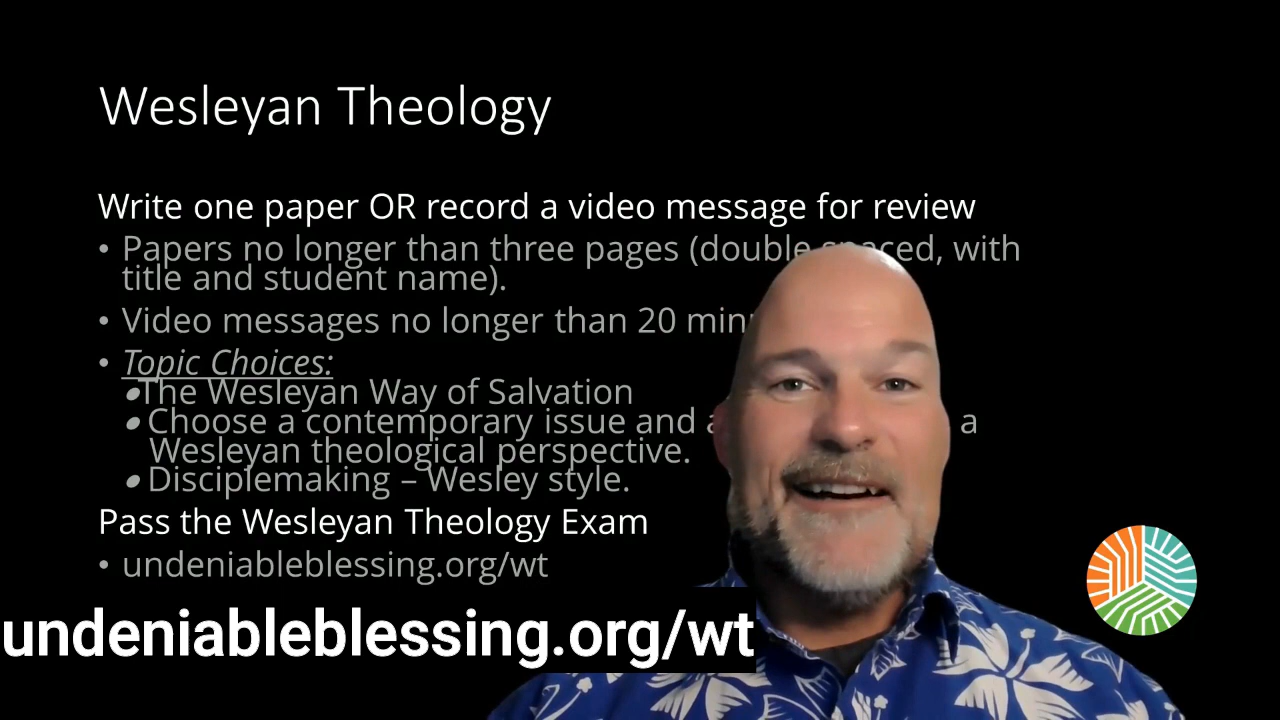 Wesleyan Theology
Write one paper OR record a video message for review
• Papers no longer than three pages (double spaced, with
title and student name).
• Video messages no longer than 20
• Topic Choices:
• The Wesleyan Way of Salvation
• Choose a contemporary issue and a
Wesleyan theological perspective.
• Disciplemaking – Wesley style.
Pass the Wesleyan Theology Exam
• undeniableblessing.org/wt
undeniableblessing.org/wt